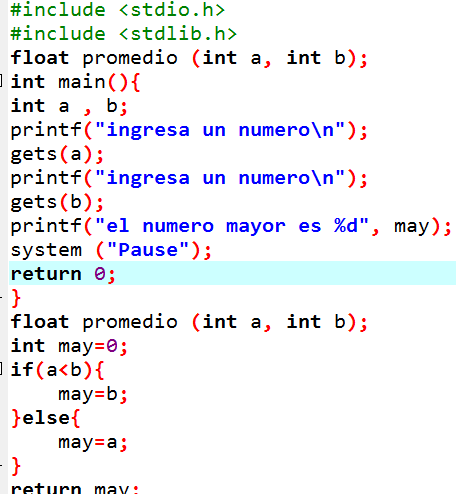 #include <stdio.h>
#include <stdlib.h>
float promedio (int a, int b);
int main(){
int a , b;
printf("ingresa un numero\n");
gets(a);
printf("ingresa un numero\n");
gets(b);
printf("el numero mayor es %d", may);
system ("Pause");
return 0;
}
float promedio (int a, int b);
int may=0;
if(a<b){
    may=b;
}else{
    may=a;
}
return may;